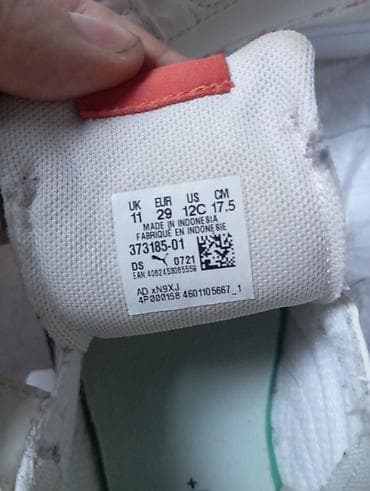 UK EUR US CM
11 29 12C 17.5
MADE IN INDONESIA
FABRIQUÉ EN INDONESIE
373185-01
DS 0721
AD xN9XJ
4P000158 4601105667_1